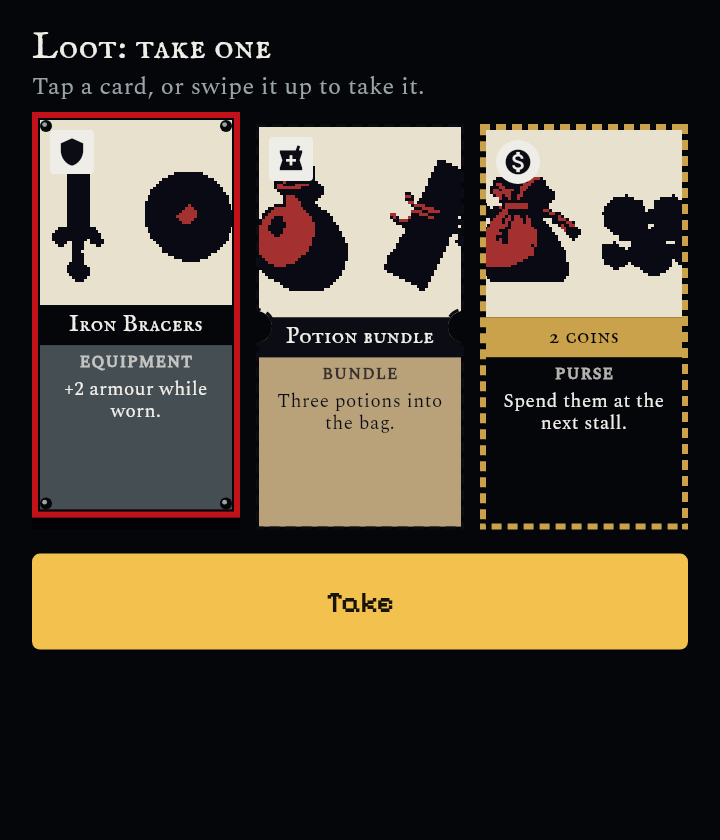 Loot: take one
Tap a card, or swipe it up to take it.
Iron Bracers
EQUIPMENT
+2 armour while
worn.
Potion bundle
BUNDLE
Three potions into
the bag.
$
2 coins
PURSE
Spend them at the
next stall.
Take